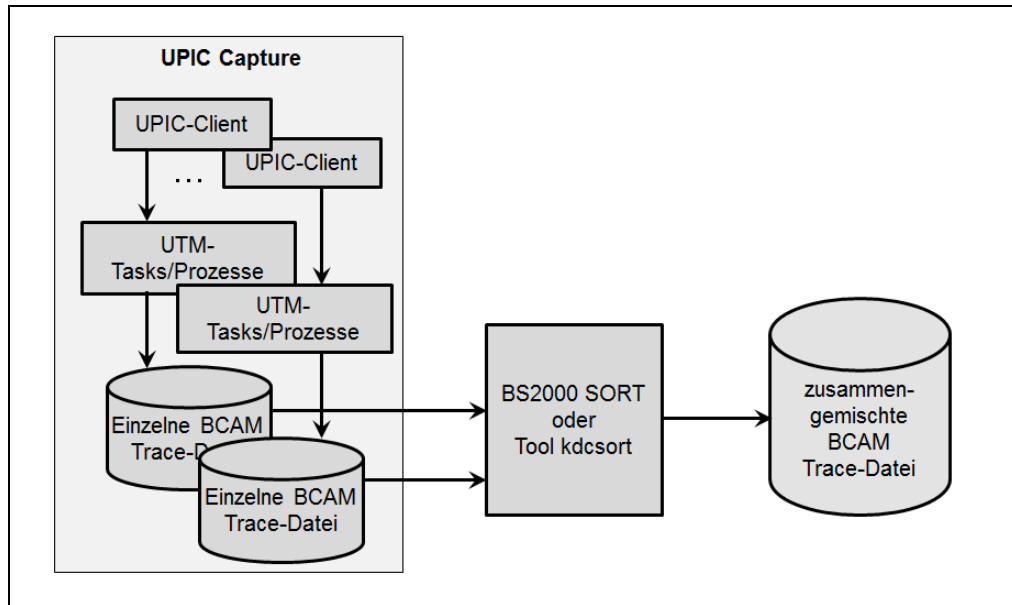 UPIC Capture
UPIC-Client
UPIC-Client
...
UTM-
Tasks/Prozesse
UTM-
Tasks/Prozesse
Einzelne BCAM
Trace-D
Einzelne BCAM
Trace-Datei
BS2000 SORT
oder
Tool kdcsort
zusammen-
gemischte
BCAM
Trace-Datei